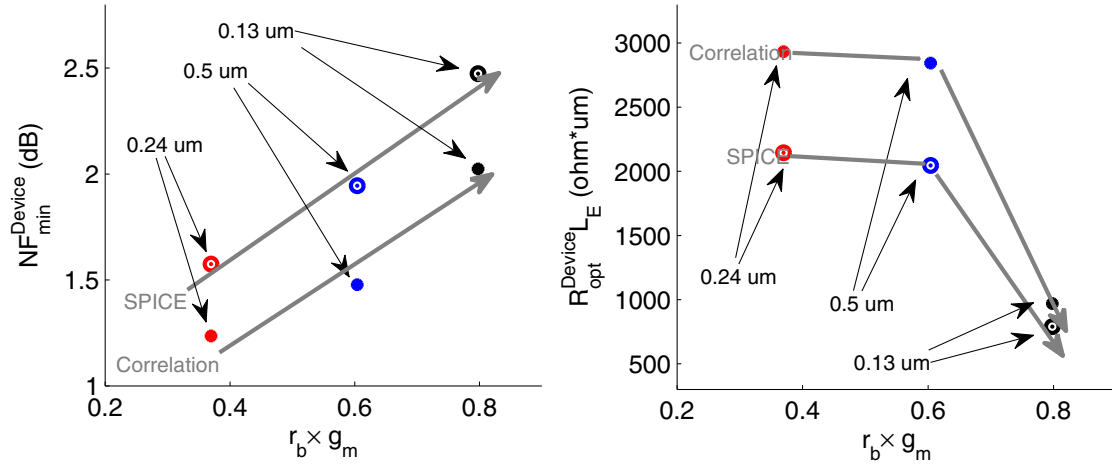 0.13 um
0.5 um
0.24 um
SPICE
Correlation
2.5
2
1.5
1
0.2
0.4
0.6
0.8
NF_min^Device (dB)
r_b × g_m
Correlation
SPICE
0.24 um
0.5 um
0.13 um
3000
2500
2000
1500
1000
500
0.2
0.4
0.6
0.8
R_opt^Device L_E (ohm*um)
r_b × g_m